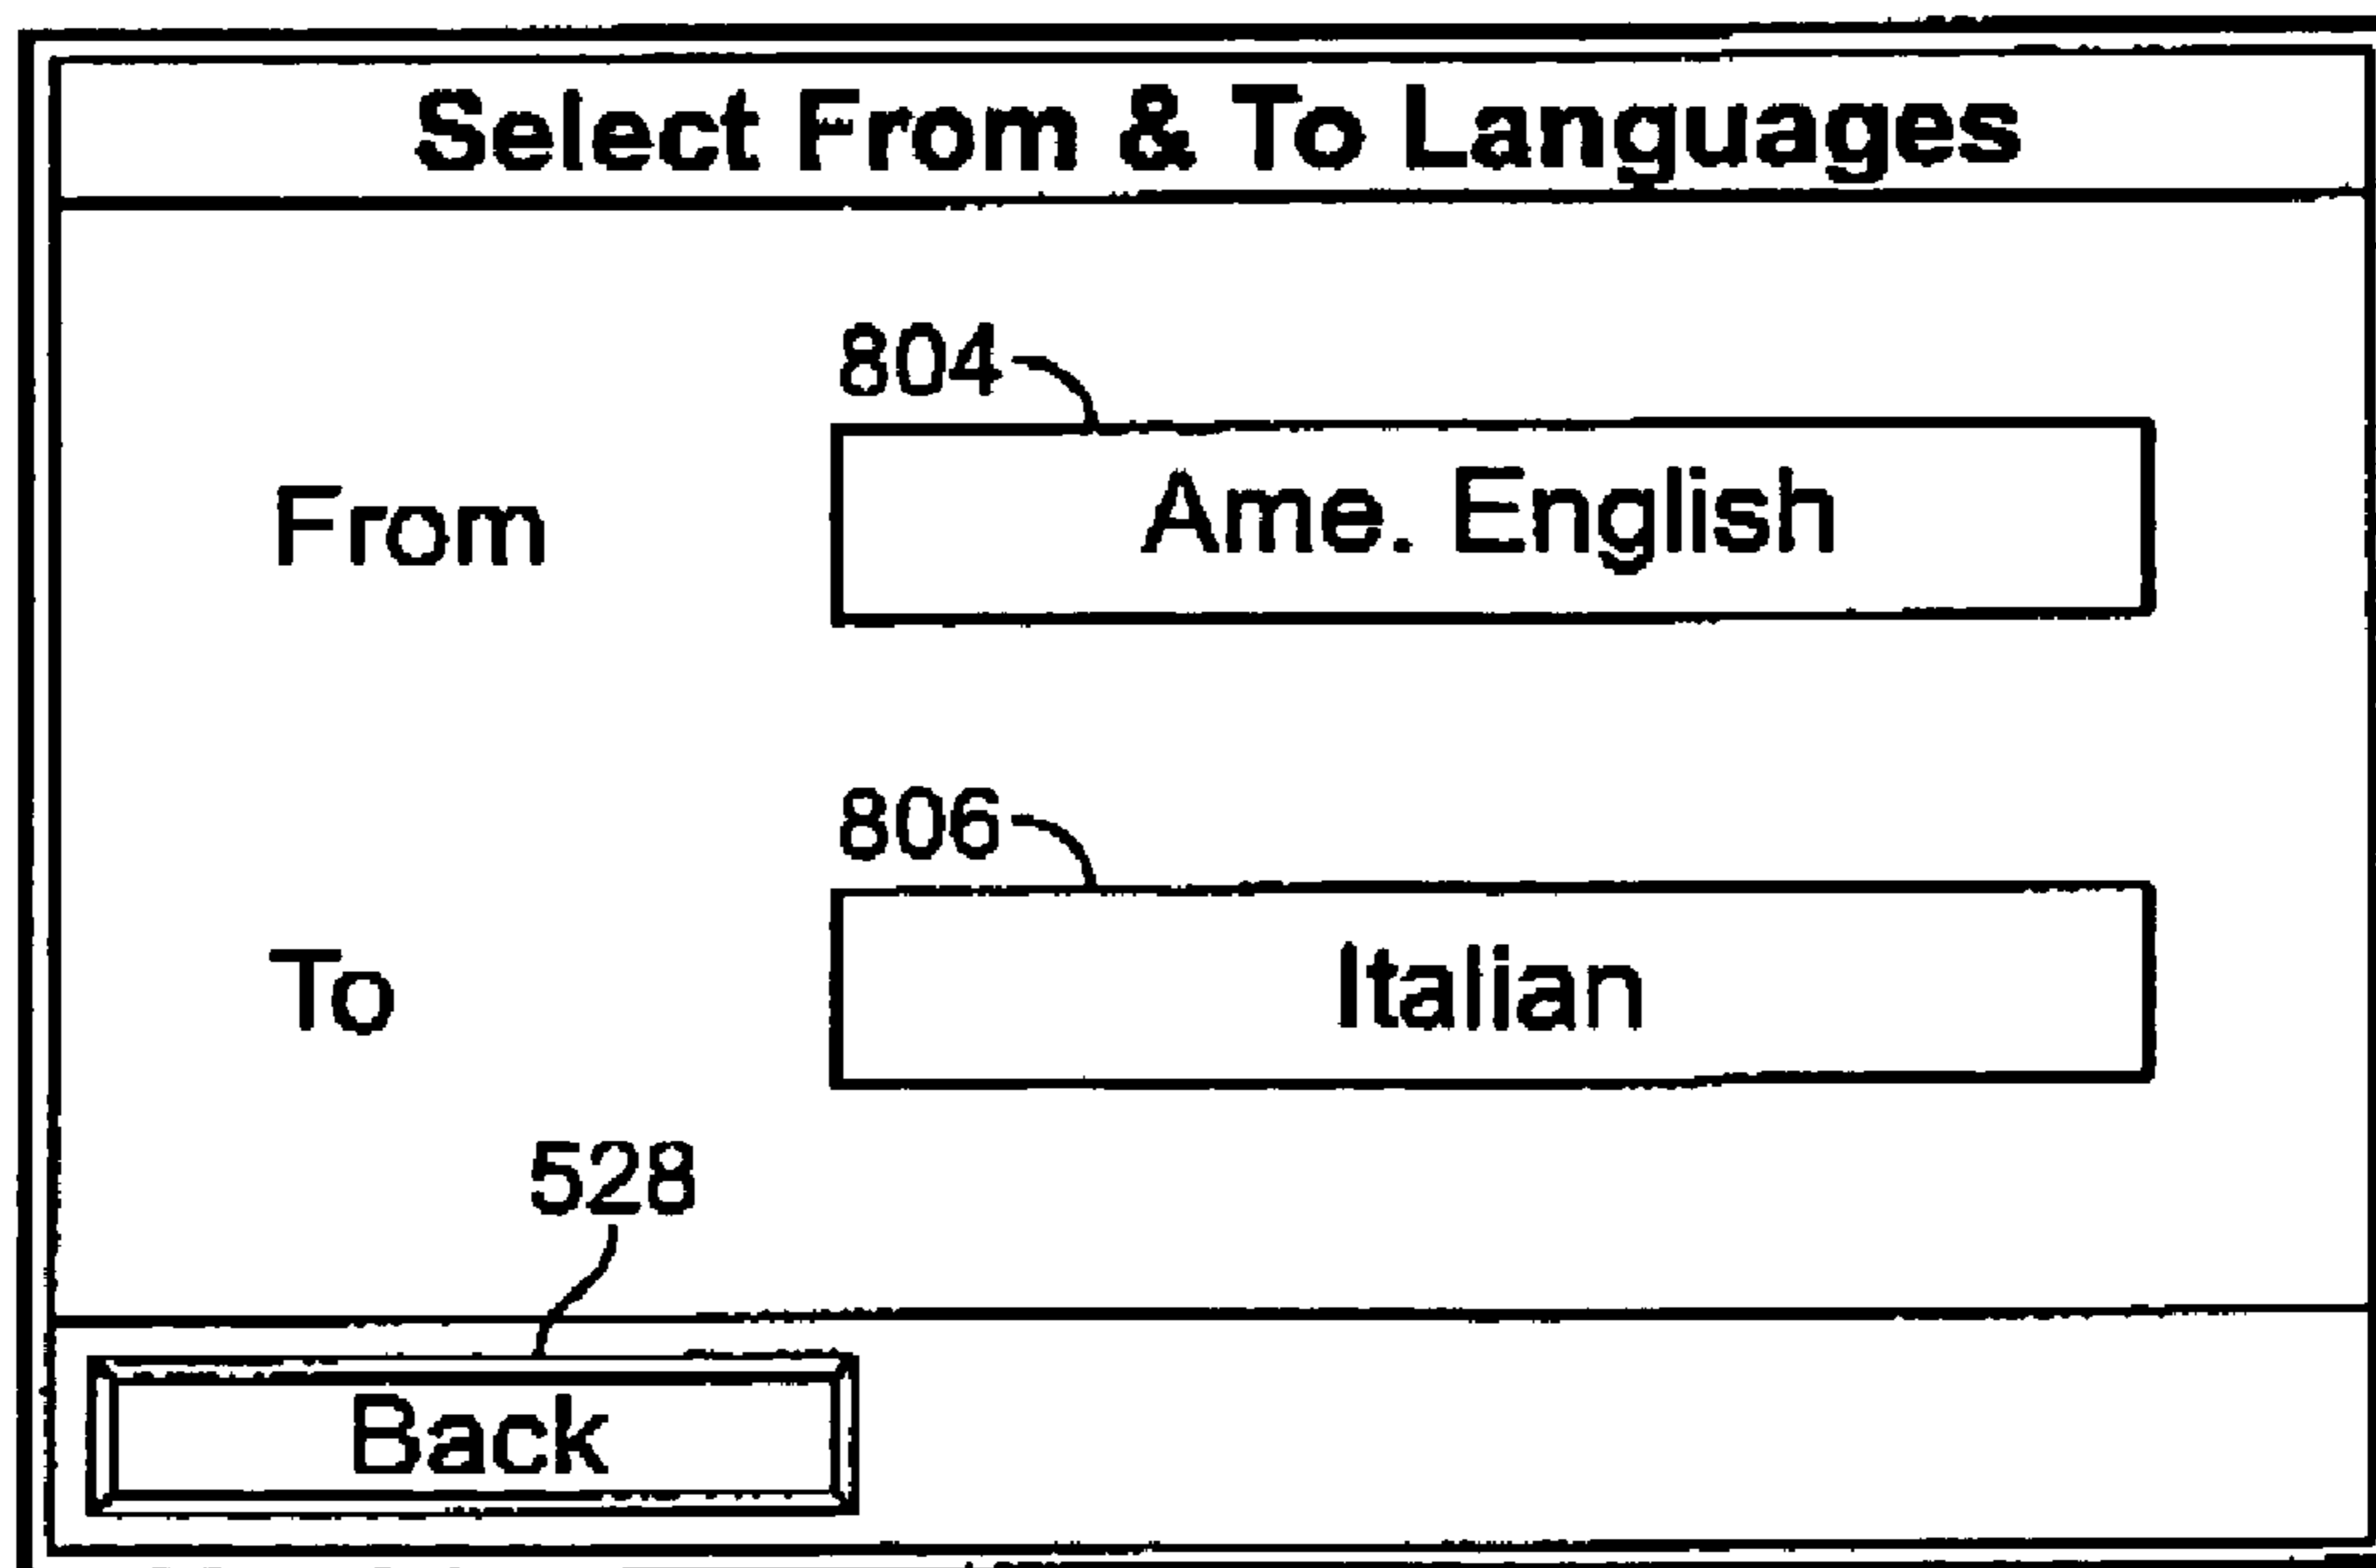 Select From & To Languages
804
From Ame. English
806
To Italian
528
Back